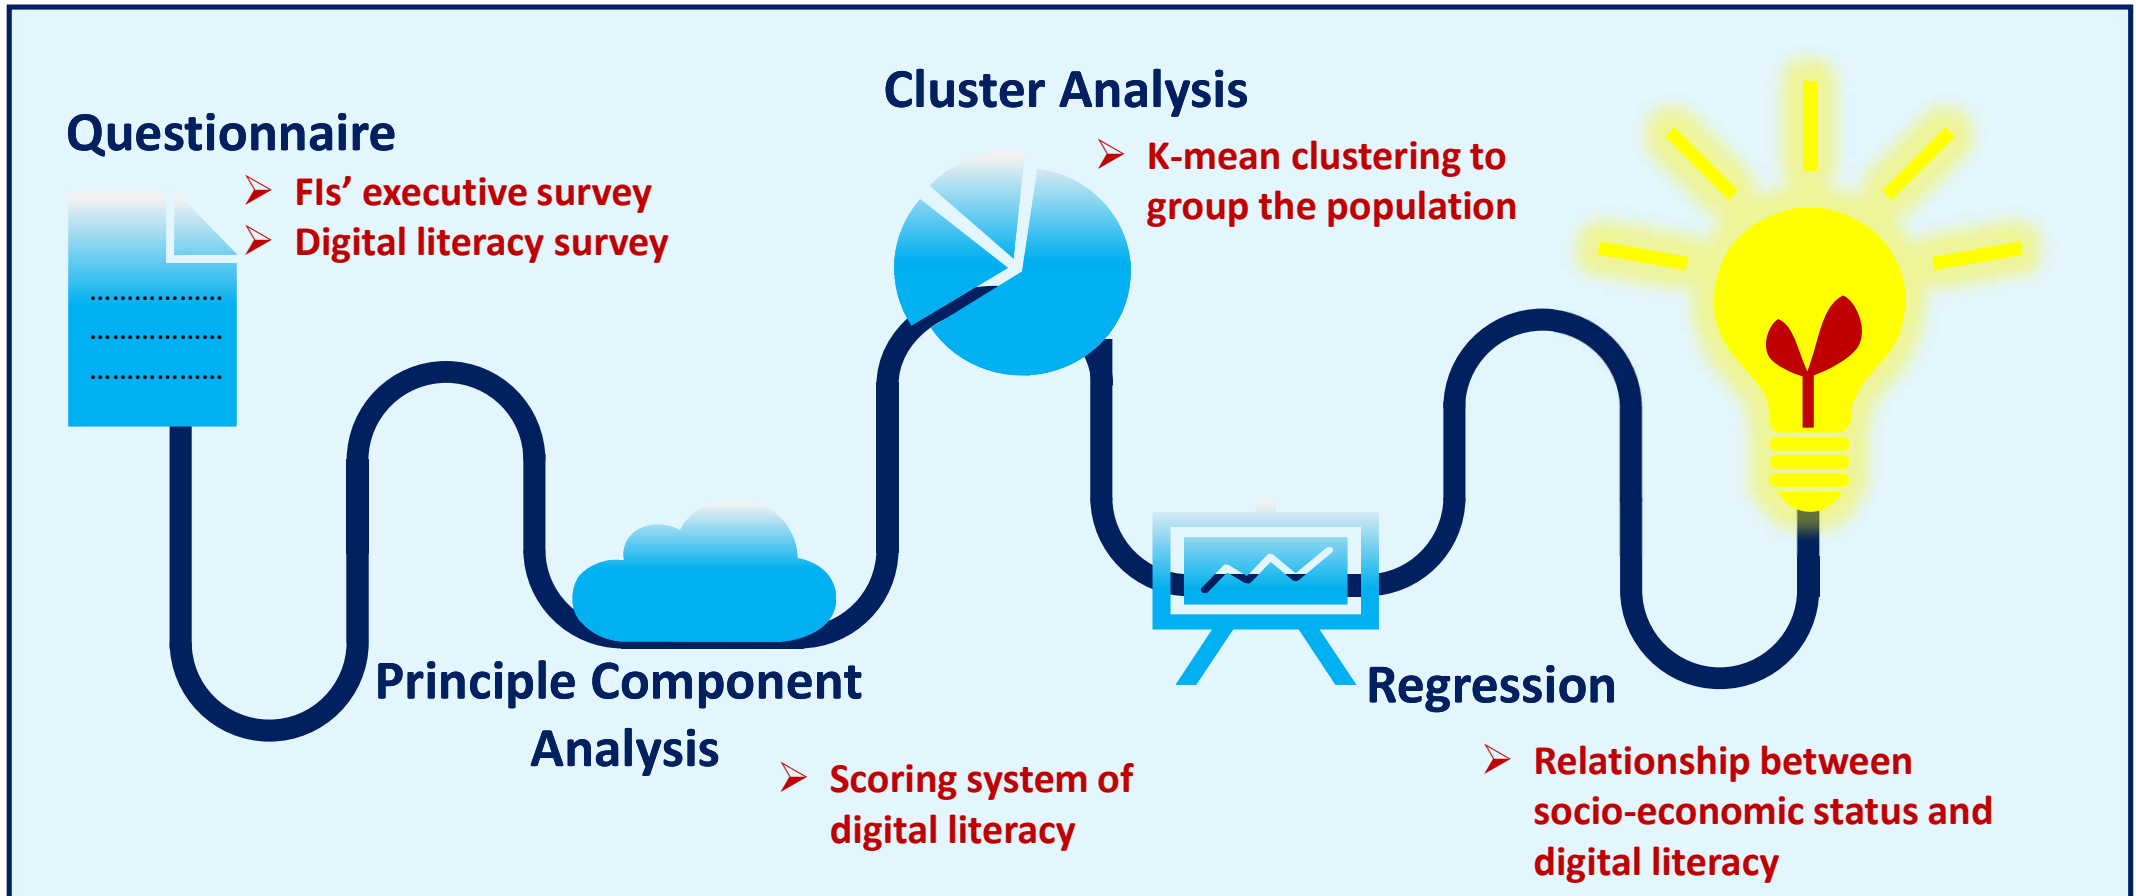 Questionnaire
➢ FIs’ executive survey
➢ Digital literacy survey
………………
………………
………………
Principle Component
Analysis
➢ Scoring system of
digital literacy
Cluster Analysis
➢ K-mean clustering to
group the population
Regression
➢ Relationship between
socio-economic status and
digital literacy